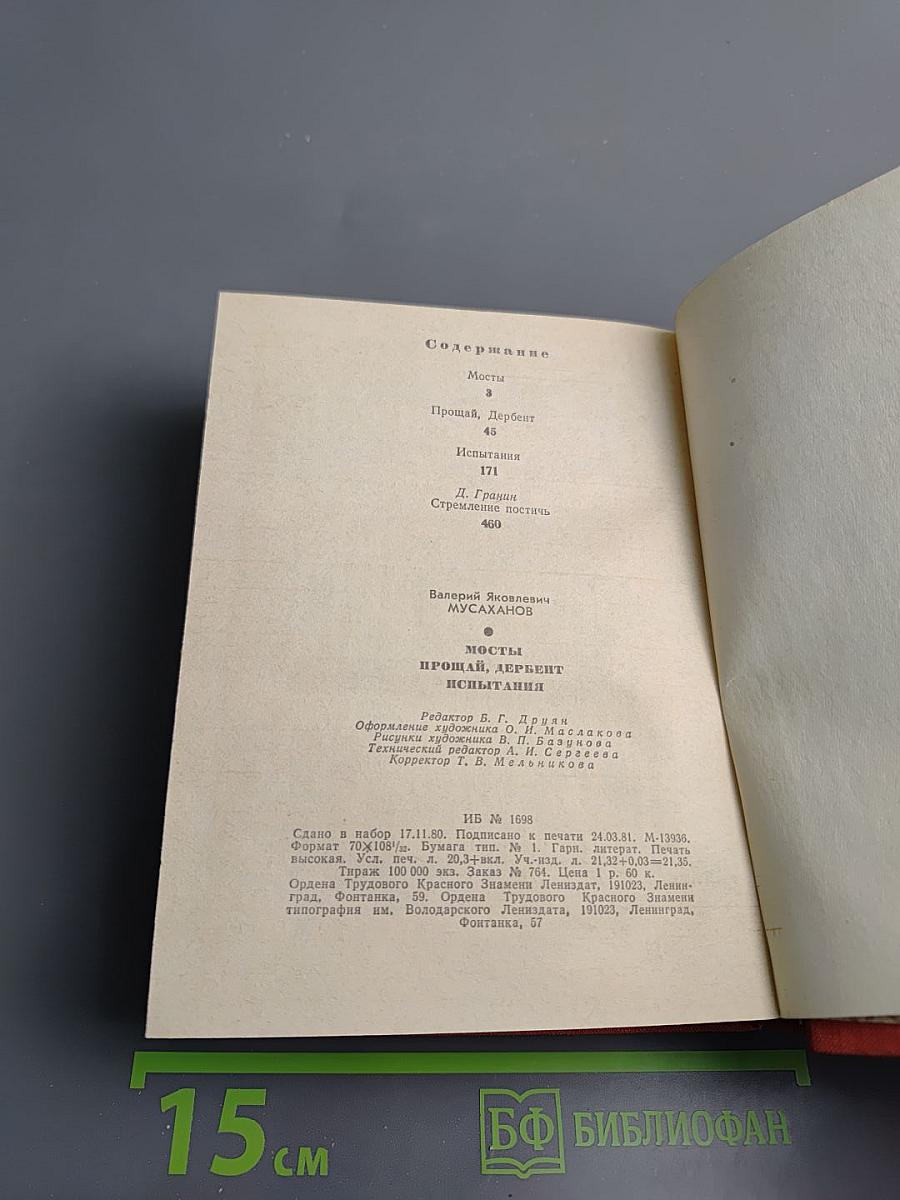 Содержание
Мосты
3
Прощай, Дербент
45
Испытания
171
Д. Гранин
Стремление постичь
460
Валерий Яковлевич
МУСАХАНОВ
МОСТЫ
ПРОЩАЙ, ДЕРБЕНТ
ИСПЫТАНИЯ
Редактор Б. Г. Друян
Оформление художника О. И. Маслакова
Рисунки художника В. П. Базунова
Технический редактор А. И. Сергеева
Корректор Т. В. Мельникова
ИБ № 1698
Сдано в набор 17.11.80. Подписано к печати 24.03.81. М-13936.
Формат 70×108¹/₃₂. Бумага тип. № 1. Гарн. литерат. Печать
высокая. Усл. печ. л. 20,3+вкл. Уч.-изд. л. 21,32+0,03=21,35.
Тираж 100 000 экз. Заказ № 764. Цена 1 р. 60 к.
Ордена Трудового Красного Знамени Лениздат, 191023, Ленин-
град, Фонтанка, 59. Ордена Трудового Красного Знамени
типография им. Володарского Лениздата, 191023, Ленинград,
Фонтанка, 57
15 см
БФ БИБЛИОФАН